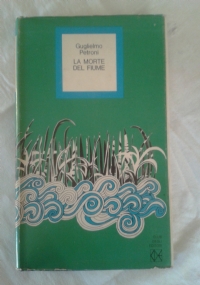 Guglielmo
Petroni
LA MORTE
DEL FIUME